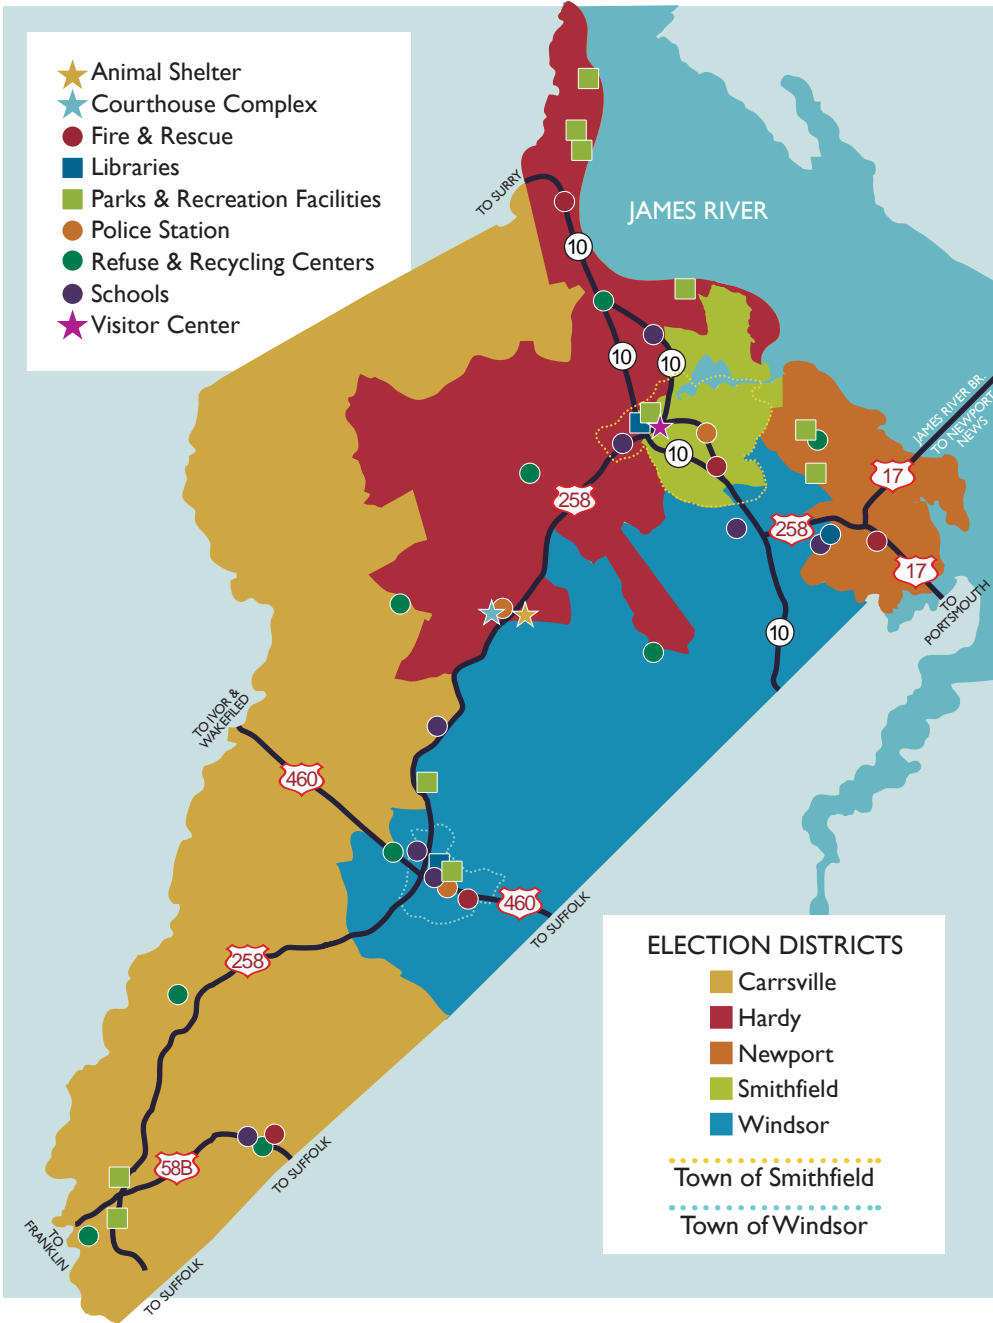 Animal Shelter
Courthouse Complex
Fire & Rescue
Libraries
Parks & Recreation Facilities
Police Station
Refuse & Recycling Centers
Schools
Visitor Center
TO SURRY
JAMES RIVER
10
10
10
JAMES RIVER BR.
TO NEWPORT
NEWS
10
17
258
258
17
TO
PORTSMOUTH
10
TO IVOR &
WAKEFILED
460
460
TO SUFFOLK
258
ELECTION DISTRICTS
Carrsville
Hardy
Newport
Smithfield
Windsor
Town of Smithfield
Town of Windsor
58B
TO SUFFOLK
TO
FRANKLIN
TO SUFFOLK